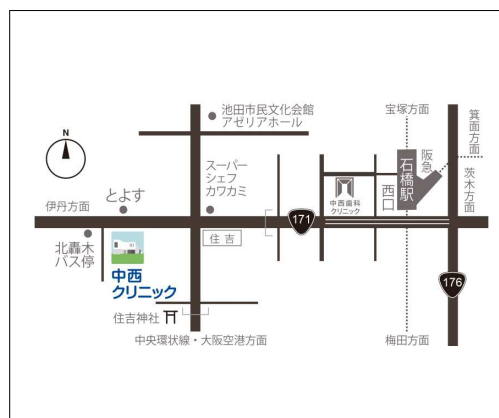 池田市民文化会館
アゼリアホール
宝塚方面
箕面方面
N
スーパー
シェフ
カワカミ
阪急
石橋駅
茨木方面
とよす
中西歯科
クリニック
西口
伊丹方面
171
住吉
北轟木
バス停
中西
クリニック
176
住吉神社
中央環状線・大阪空港方面
梅田方面